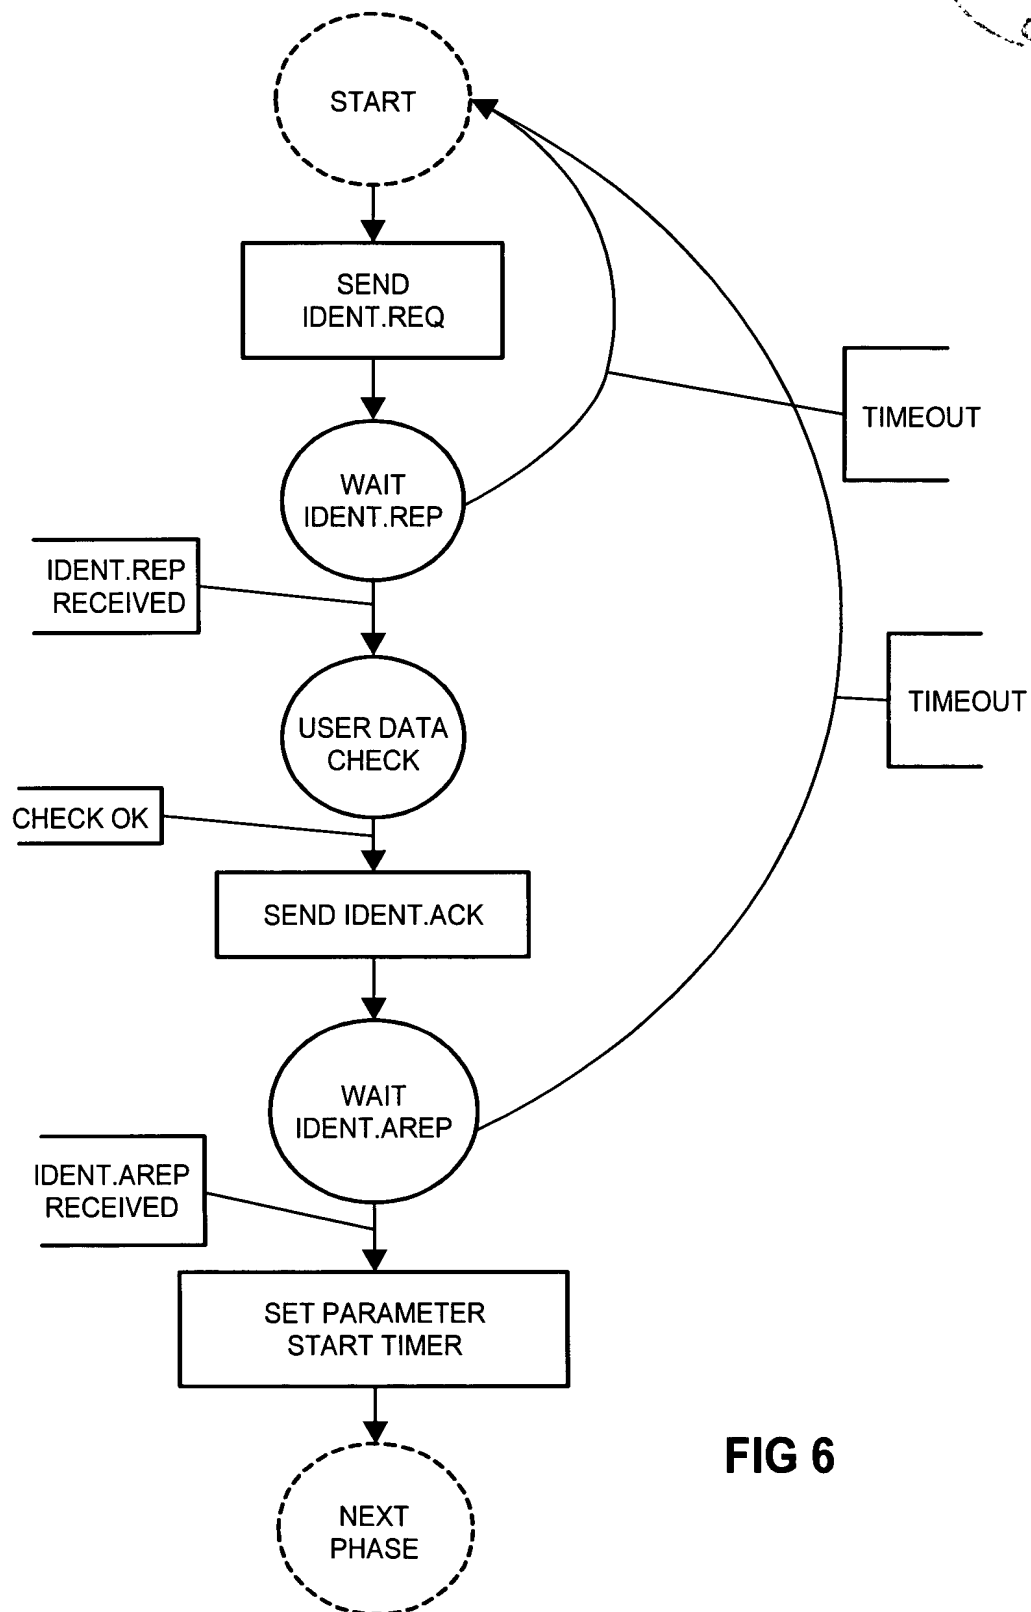 START
SEND
IDENT.REQ
TIMEOUT
WAIT
IDENT.REP
IDENT.REP
RECEIVED
TIMEOUT
USER DATA
CHECK
CHECK OK
SEND IDENT.ACK
WAIT
IDENT.AREP
IDENT.AREP
RECEIVED
SET PARAMETER
START TIMER
FIG 6
NEXT
PHASE